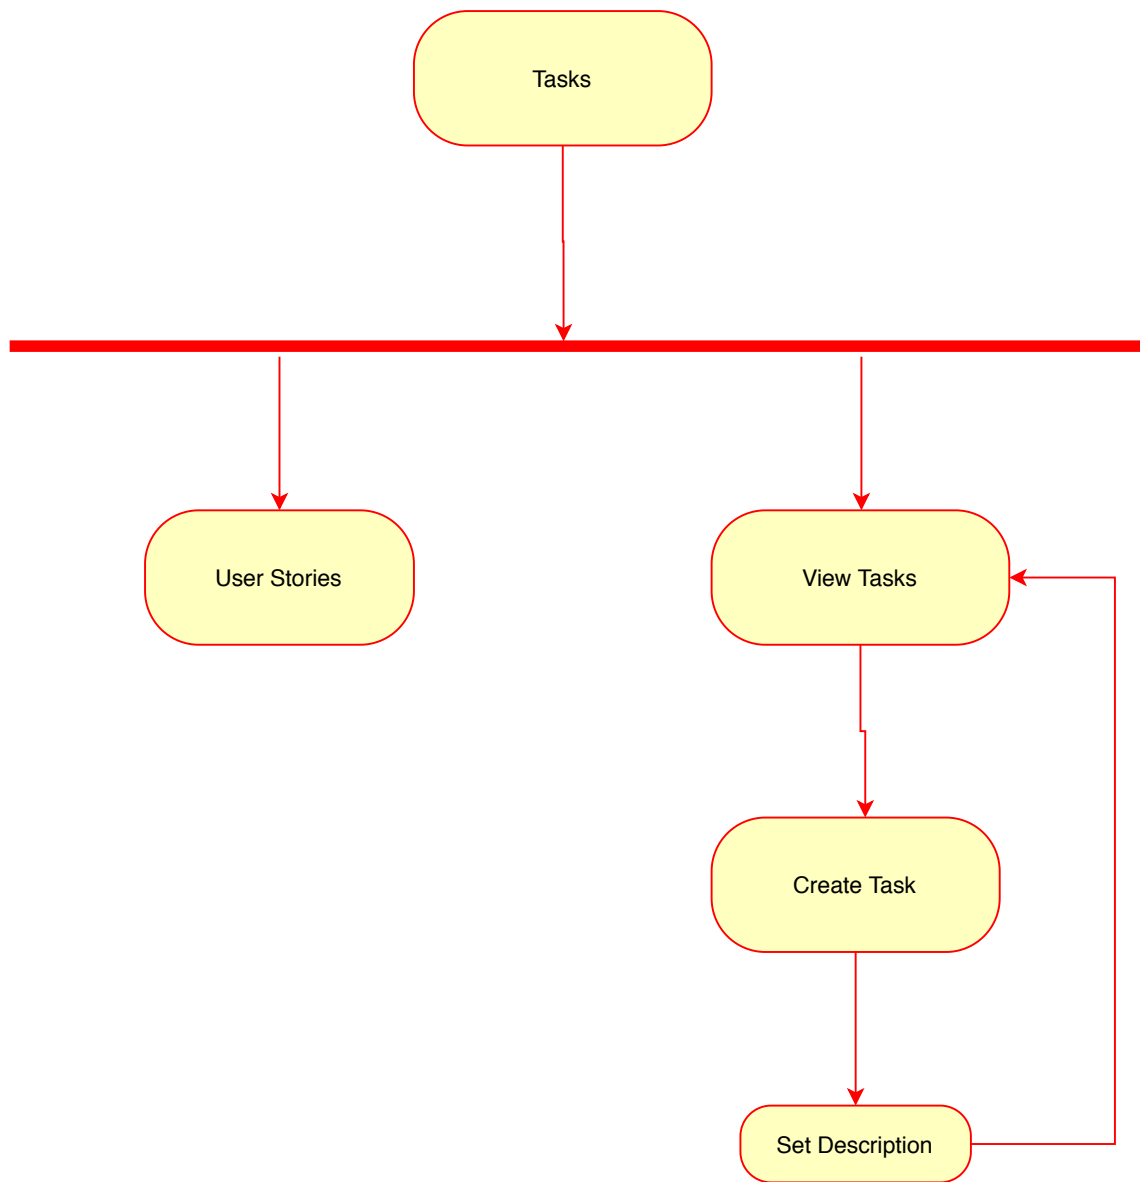 Tasks
User Stories
View Tasks
Create Task
Set Description